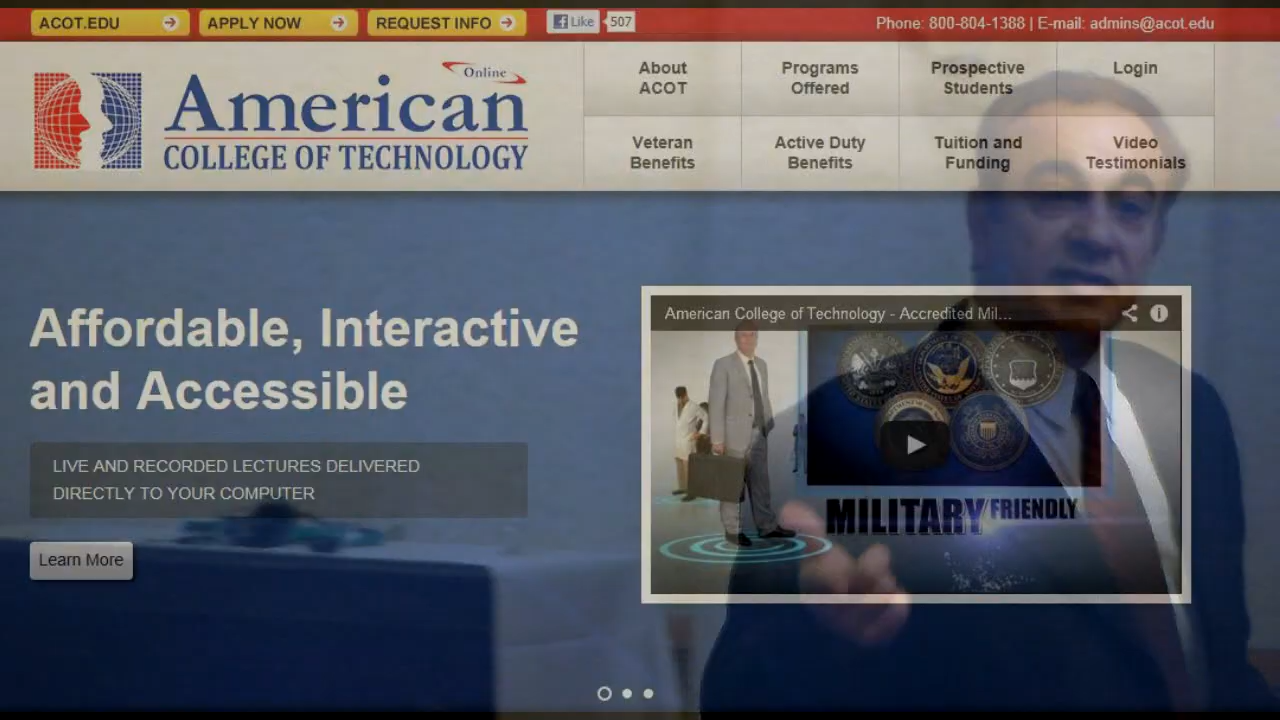 ACOT.EDU
APPLY NOW
REQUEST INFO
Like
507
Phone: 800-804-1388 | E-mail: admins@acot.edu
Online
American
COLLEGE OF TECHNOLOGY
About
ACOT
Programs
Offered
Prospective
Students
Login
Veteran
Benefits
Active Duty
Benefits
Tuition and
Funding
Video
Testimonials
Affordable, Interactive
and Accessible
LIVE AND RECORDED LECTURES DELIVERED
DIRECTLY TO YOUR COMPUTER
Learn More
American College of Technology - Accredited Mil...
MILITARY FRIENDLY